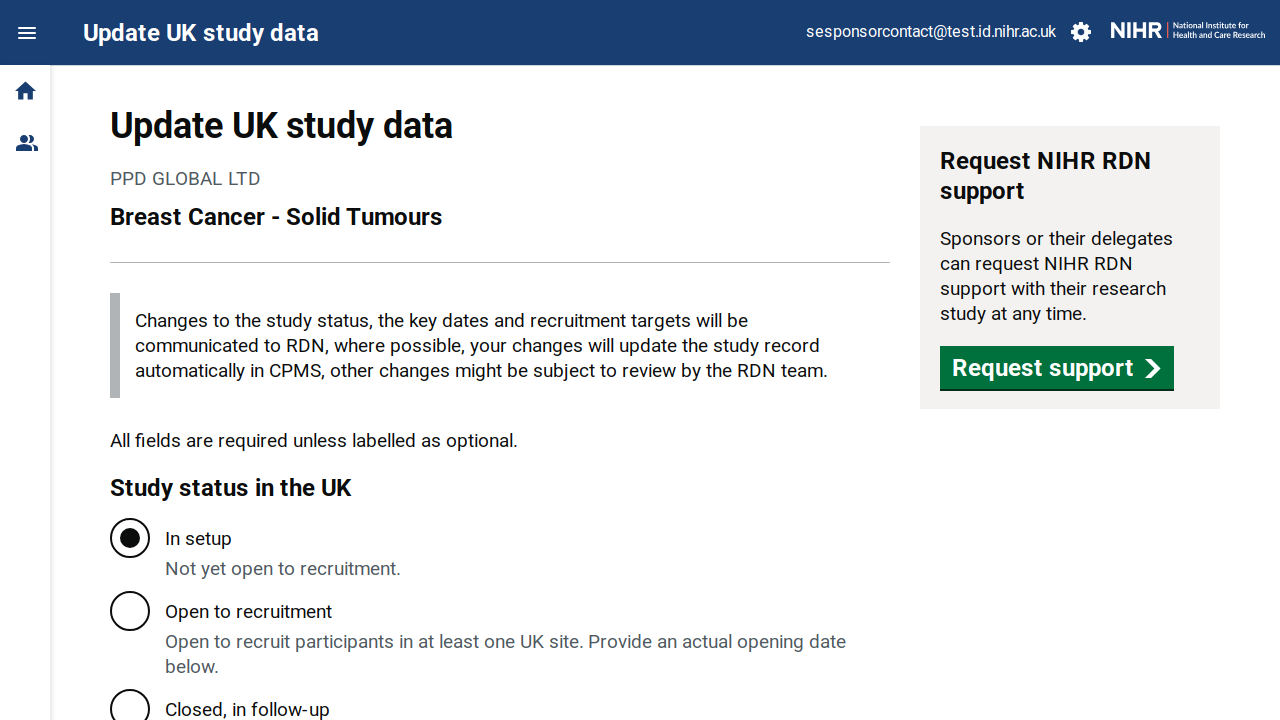 Update UK study data
sesponsorcontact@test.id.nihr.ac.uk
NIHR
National Institute for
Health and Care Research
Update UK study data
PPD GLOBAL LTD
Breast Cancer - Solid Tumours
Changes to the study status, the key dates and recruitment targets will be
communicated to RDN, where possible, your changes will update the study record
automatically in CPMS, other changes might be subject to review by the RDN team.
All fields are required unless labelled as optional.
Study status in the UK
In setup
Not yet open to recruitment.
Open to recruitment
Open to recruit participants in at least one UK site. Provide an actual opening date
below.
Closed, in follow-up
Request NIHR RDN
support
Sponsors or their delegates
can request NIHR RDN
support with their research
study at any time.
Request support